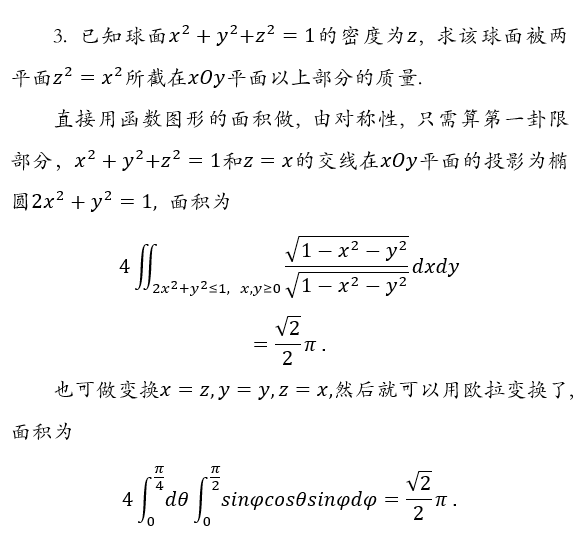 3. 已知球面x² + y²+z² = 1的密度为z, 求该球面被两
平面z² = x²所截在xOy平面以上部分的质量.
直接用函数图形的面积做, 由对称性, 只需算第一卦限
部分, x² + y²+z² = 1和z = x的交线在xOy平面的投影为椭
圆2x² + y² = 1, 面积为
4∬_{2x²+y²≤1, x,y≥0} √(1 − x² − y²)/√(1 − x² − y²) dxdy
= √2/2 π .
也可做变换x = z, y = y, z = x,然后就可以用欧拉变换了,
面积为
4∫₀^{π/4} dθ ∫₀^{π/2} sinφcosθsinφdφ = √2/2 π .